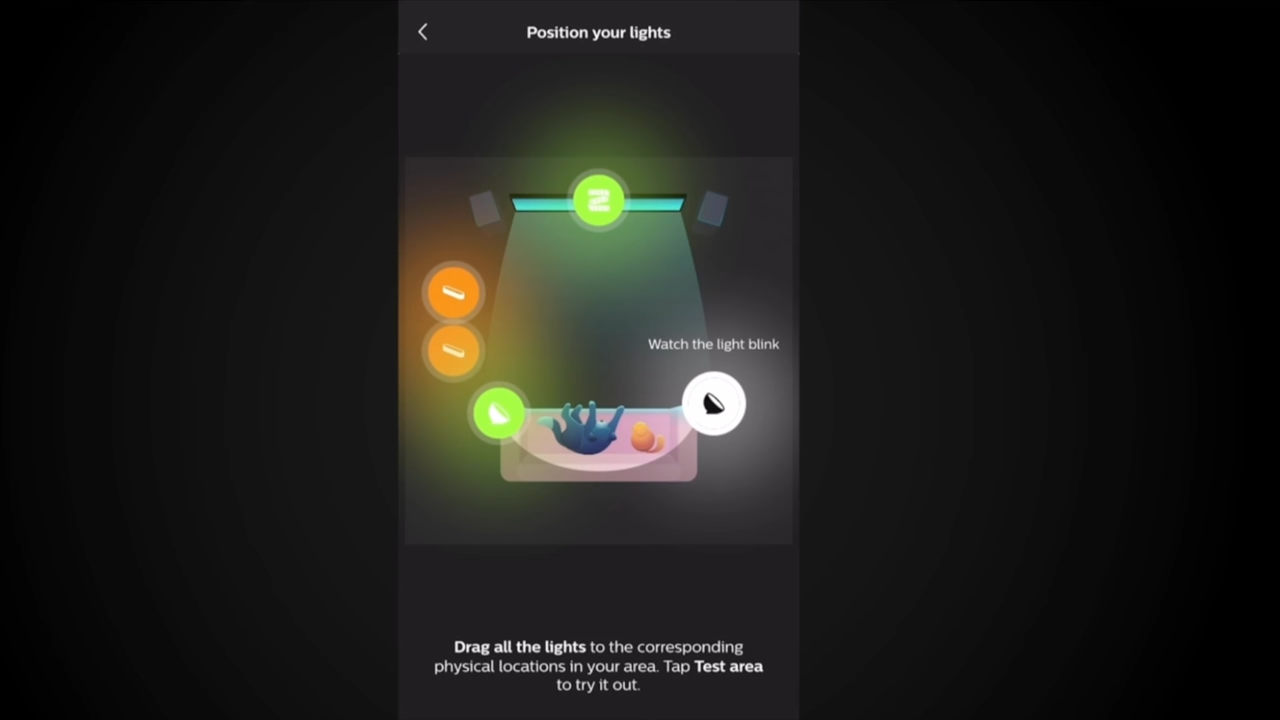 Position your lights
Watch the light blink
Drag all the lights to the corresponding
physical locations in your area. Tap Test area
to try it out.